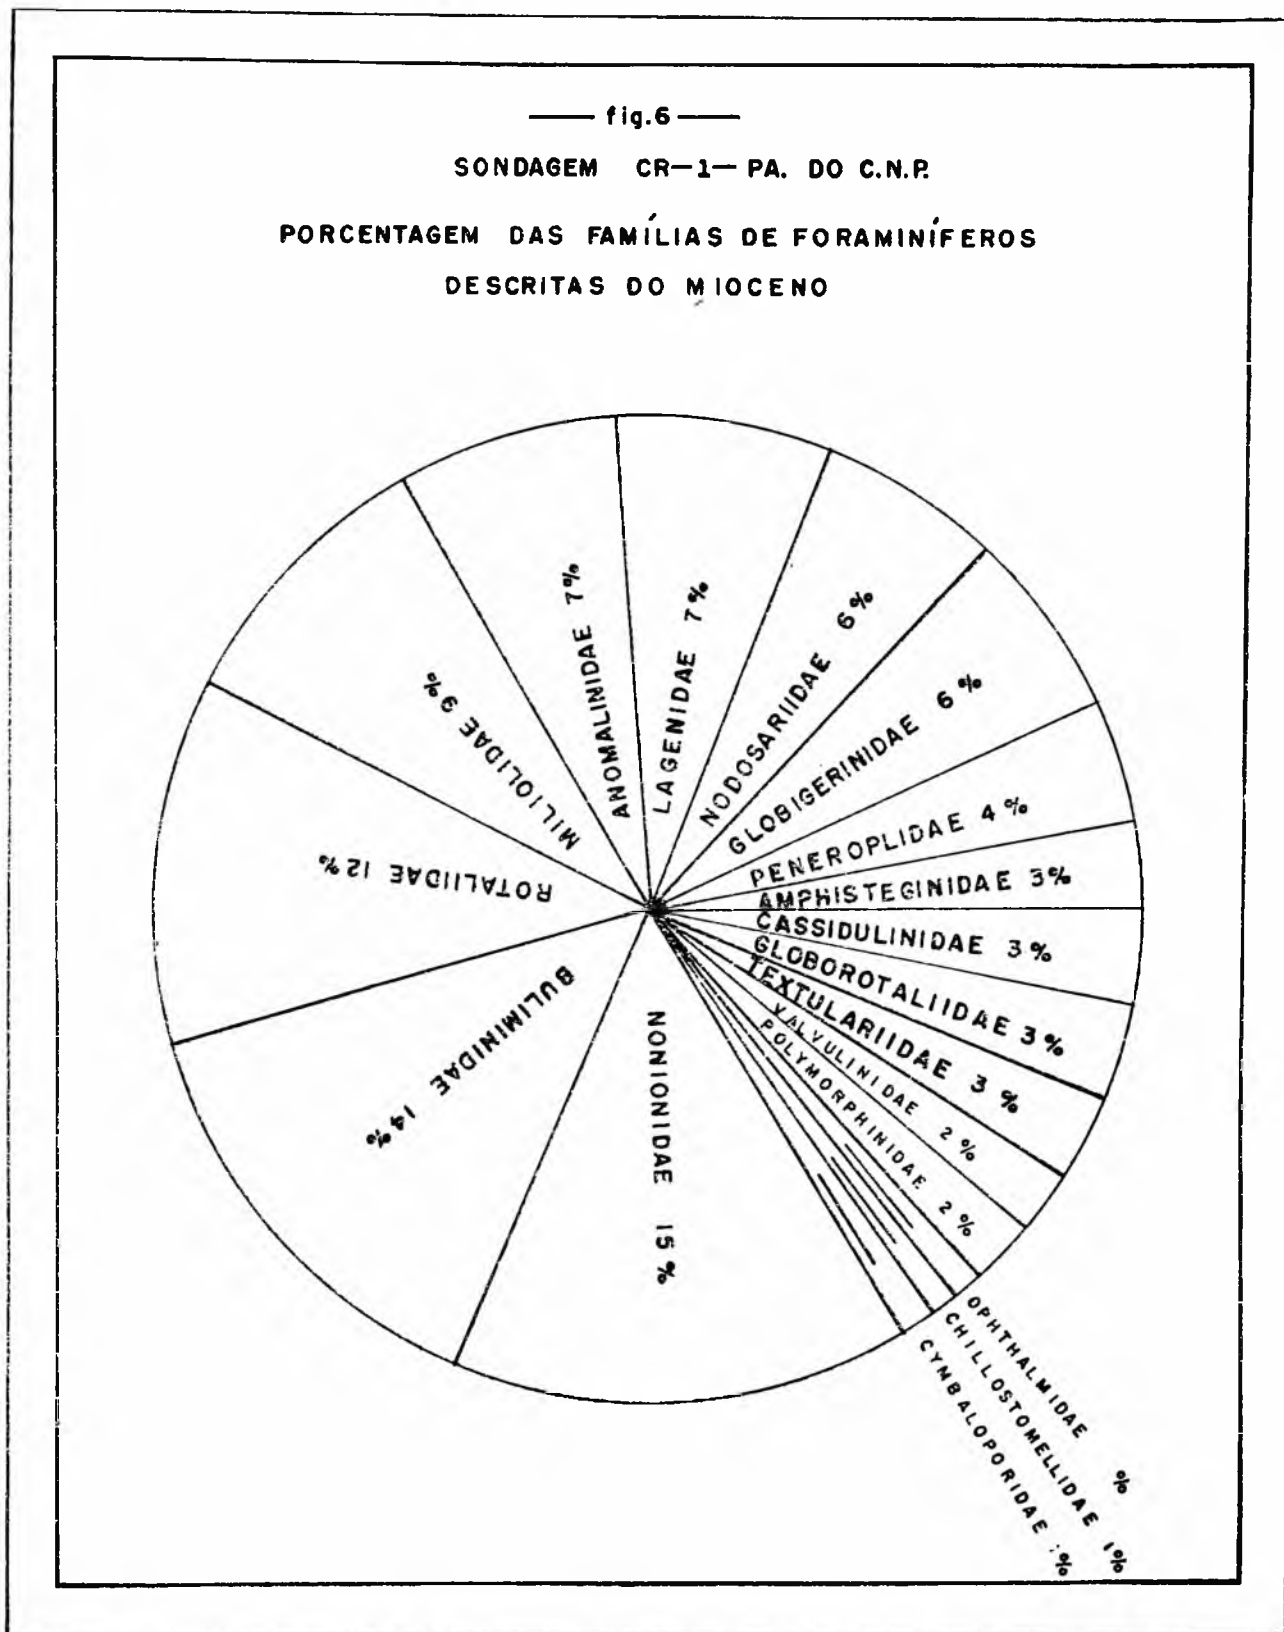 fig.6
SONDAGEM CR-1- PA. DO C.N.P.
PORCENTAGEM DAS FAMÍLIAS DE FORAMINÍFEROS
DESCRITAS DO MIOCENO
ANOMALINIDAE 7%
LAGENIDAE 7%
NODOSARIIDAE 6%
GLOBIGERINIDAE 6%
PENEROPLIDAE 4%
AMPHISTEGINIDAE 3%
CASSIDULINIDAE 3%
GLOBOROTALIIDAE 3%
TEXTULARIIDAE 3%
VALVULINIDAE 2%
POLYMORPHINIDAE 2%
OPHTHALMIDAE %
CHILLOSTOMELLIDAE 1%
CYMBALOPORIDAE %
NONIONIDAE 15%
BULIMINIDAE 14%
ROTALIIDAE 12%
MILIOLIDAE 9%